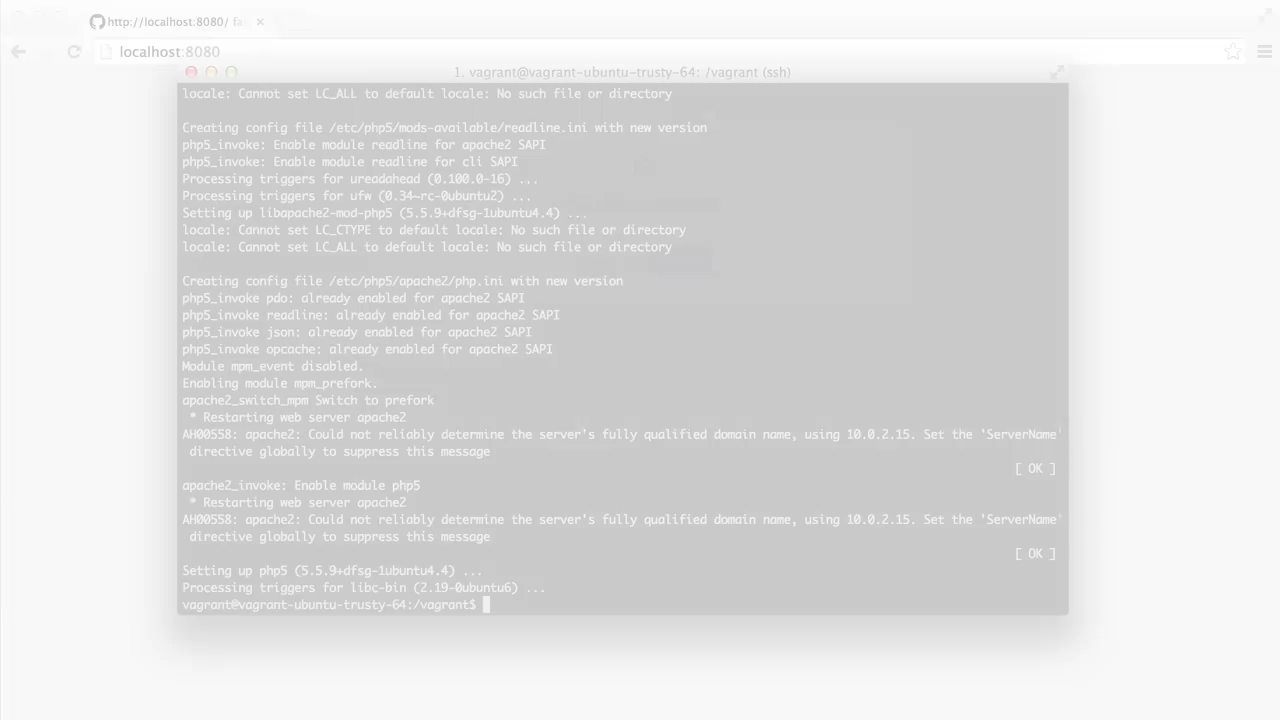 http://localhost:8080/ fa
localhost:8080
1. vagrant@vagrant-ubuntu-trusty-64: /vagrant (ssh)
locale: Cannot set LC_ALL to default locale: No such file or directory
Creating config file /etc/php5/mods-available/readline.ini with new version
php5_invoke: Enable module readline for apache2 SAPI
php5_invoke: Enable module readline for cli SAPI
Processing triggers for ureadahead (0.100.0-16) ...
Processing triggers for ufw (0.34~rc-0ubuntu2) ...
Setting up libapache2-mod-php5 (5.5.9+dfsg-1ubuntu4.4) ...
locale: Cannot set LC_CTYPE to default locale: No such file or directory
locale: Cannot set LC_ALL to default locale: No such file or directory
Creating config file /etc/php5/apache2/php.ini with new version
php5_invoke pdo: already enabled for apache2 SAPI
php5_invoke readline: already enabled for apache2 SAPI
php5_invoke json: already enabled for apache2 SAPI
php5_invoke opcache: already enabled for apache2 SAPI
Module mpm_event disabled.
Enabling module mpm_prefork.
apache2_switch_mpm Switch to prefork
* Restarting web server apache2
AH00558: apache2: Could not reliably determine the server's fully qualified domain name, using 10.0.2.15. Set the 'ServerName'
directive globally to suppress this message
[ OK ]
apache2_invoke: Enable module php5
* Restarting web server apache2
AH00558: apache2: Could not reliably determine the server's fully qualified domain name, using 10.0.2.15. Set the 'ServerName'
directive globally to suppress this message
[ OK ]
Setting up php5 (5.5.9+dfsg-1ubuntu4.4) ...
Processing triggers for libc-bin (2.19-0ubuntu6) ...
vagrant@vagrant-ubuntu-trusty-64:/vagrant$